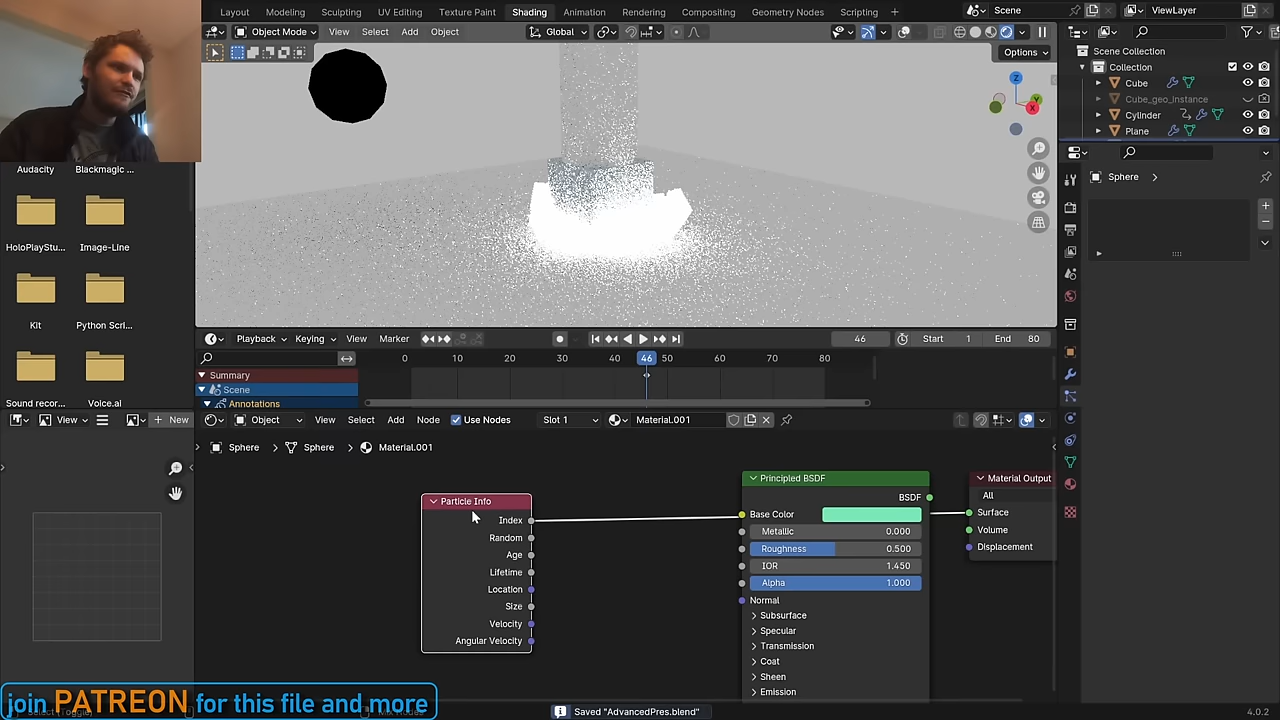 Layout Modeling Sculpting UV Editing Texture Paint Shading Animation Rendering Compositing Geometry Nodes Scripting +
Scene
ViewLayer
Object Mode View Select Add Object
Global
Options
Scene Collection
Collection
Cube
Cube_geo_Instance
Cylinder
Plane
Z
X
Sphere
Audacity
Blackmagic ...
HoloPlayStu...
Image-Line
Kit
Python Scri...
Sound recor...
Voice.ai
Playback Keying View Marker
46
Start 1
End 80
0 10 20 30 40 46 50 60 70 80
Summary
Scene
Annotations
View
New
Object View Select Add Node Use Nodes Slot 1 Material.001
Sphere > Sphere > Material.001
Particle Info
Index
Random
Age
Lifetime
Location
Size
Velocity
Angular Velocity
Principled BSDF
BSDF
Base Color
Metallic 0.000
Roughness 0.500
IOR 1.450
Alpha 1.000
Normal
Subsurface
Specular
Transmission
Coat
Sheen
Emission
Material Output
All
Surface
Volume
Displacement
join PATREON for this file and more
Saved "AdvancedPres.blend"
4.0.2